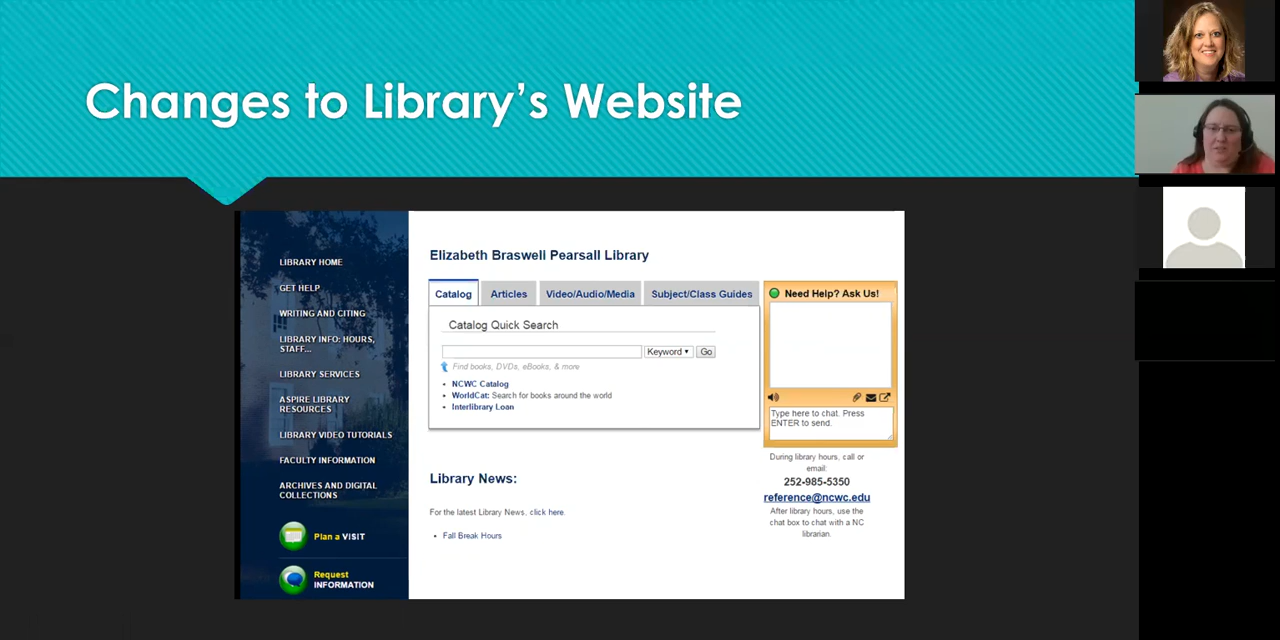 Changes to Library's Website
LIBRARY HOME
GET HELP
WRITING AND CITING
LIBRARY INFO: HOURS,
STAFF...
LIBRARY SERVICES
ASPIRE LIBRARY
RESOURCES
LIBRARY VIDEO TUTORIALS
FACULTY INFORMATION
ARCHIVES AND DIGITAL
COLLECTIONS
Plan a VISIT
Request
INFORMATION
Elizabeth Braswell Pearsall Library
Catalog Articles Video/Audio/Media Subject/Class Guides
Catalog Quick Search
Keyword Go
Find books, DVDs, eBooks, & more
NCWC Catalog
WorldCat: Search for books around the world
Interlibrary Loan
Library News:
For the latest Library News, click here.
Fall Break Hours
Need Help? Ask Us!
Type here to chat. Press
ENTER to send.
During library hours, call or
email:
252-985-5350
reference@ncwc.edu
After library hours, use the
chat box to chat with a NC
librarian.